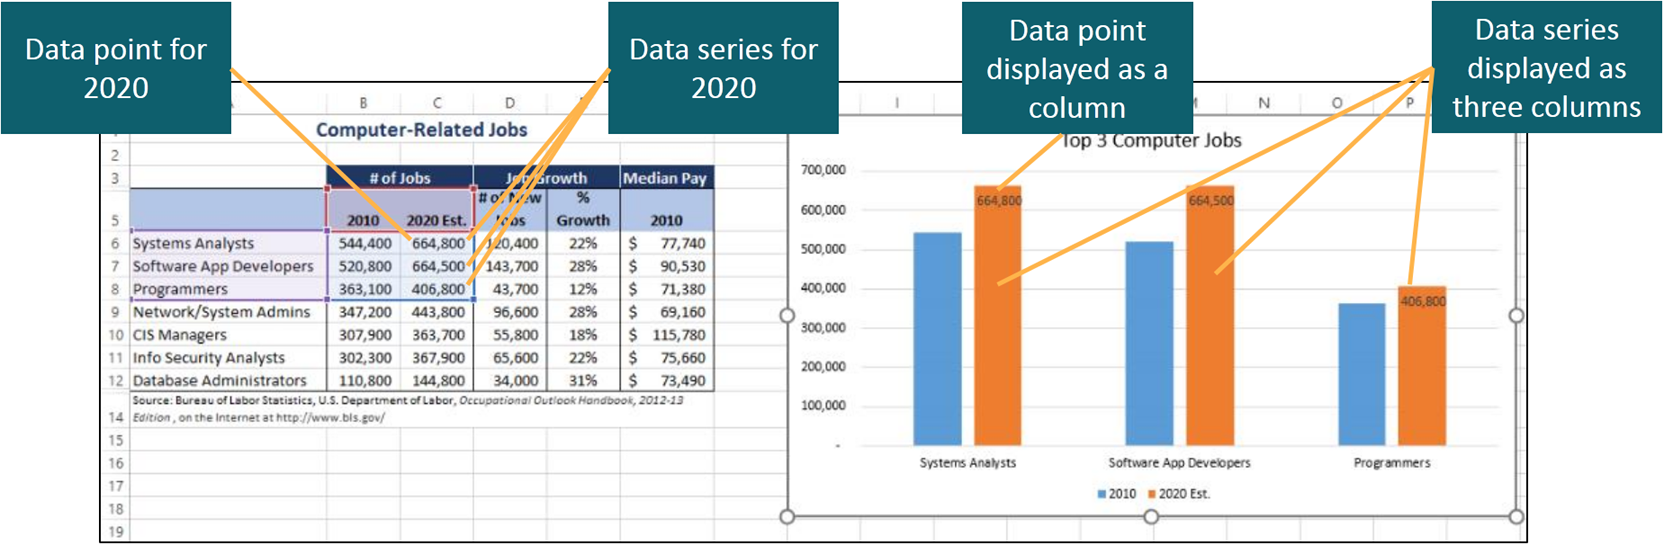 Data point for
2020
Data series for
2020
Data point
displayed as a
column
Data series
displayed as
three columns
B C D I N O P
Computer-Related Jobs
2
3 # of Jobs Job Growth Median Pay
# of New %
5 2010 2020 Est. Jobs Growth 2010
6 Systems Analysts 544,400 664,800 120,400 22% $ 77,740
7 Software App Developers 520,800 664,500 143,700 28% $ 90,530
8 Programmers 363,100 406,800 43,700 12% $ 71,380
9 Network/System Admins 347,200 443,800 96,600 28% $ 69,160
10 CIS Managers 307,900 363,700 55,800 18% $ 115,780
11 Info Security Analysts 302,300 367,900 65,600 22% $ 75,660
12 Database Administrators 110,800 144,800 34,000 31% $ 73,490
Source: Bureau of Labor Statistics, U.S. Department of Labor, Occupational Outlook Handbook, 2012-13
14 Edition, on the Internet at http://www.bls.gov/
15
16
17
18
19
Top 3 Computer Jobs
700,000
600,000
500,000
400,000
300,000
200,000
100,000
-
664,800
664,500
406,800
Systems Analysts Software App Developers Programmers
2010 2020 Est.